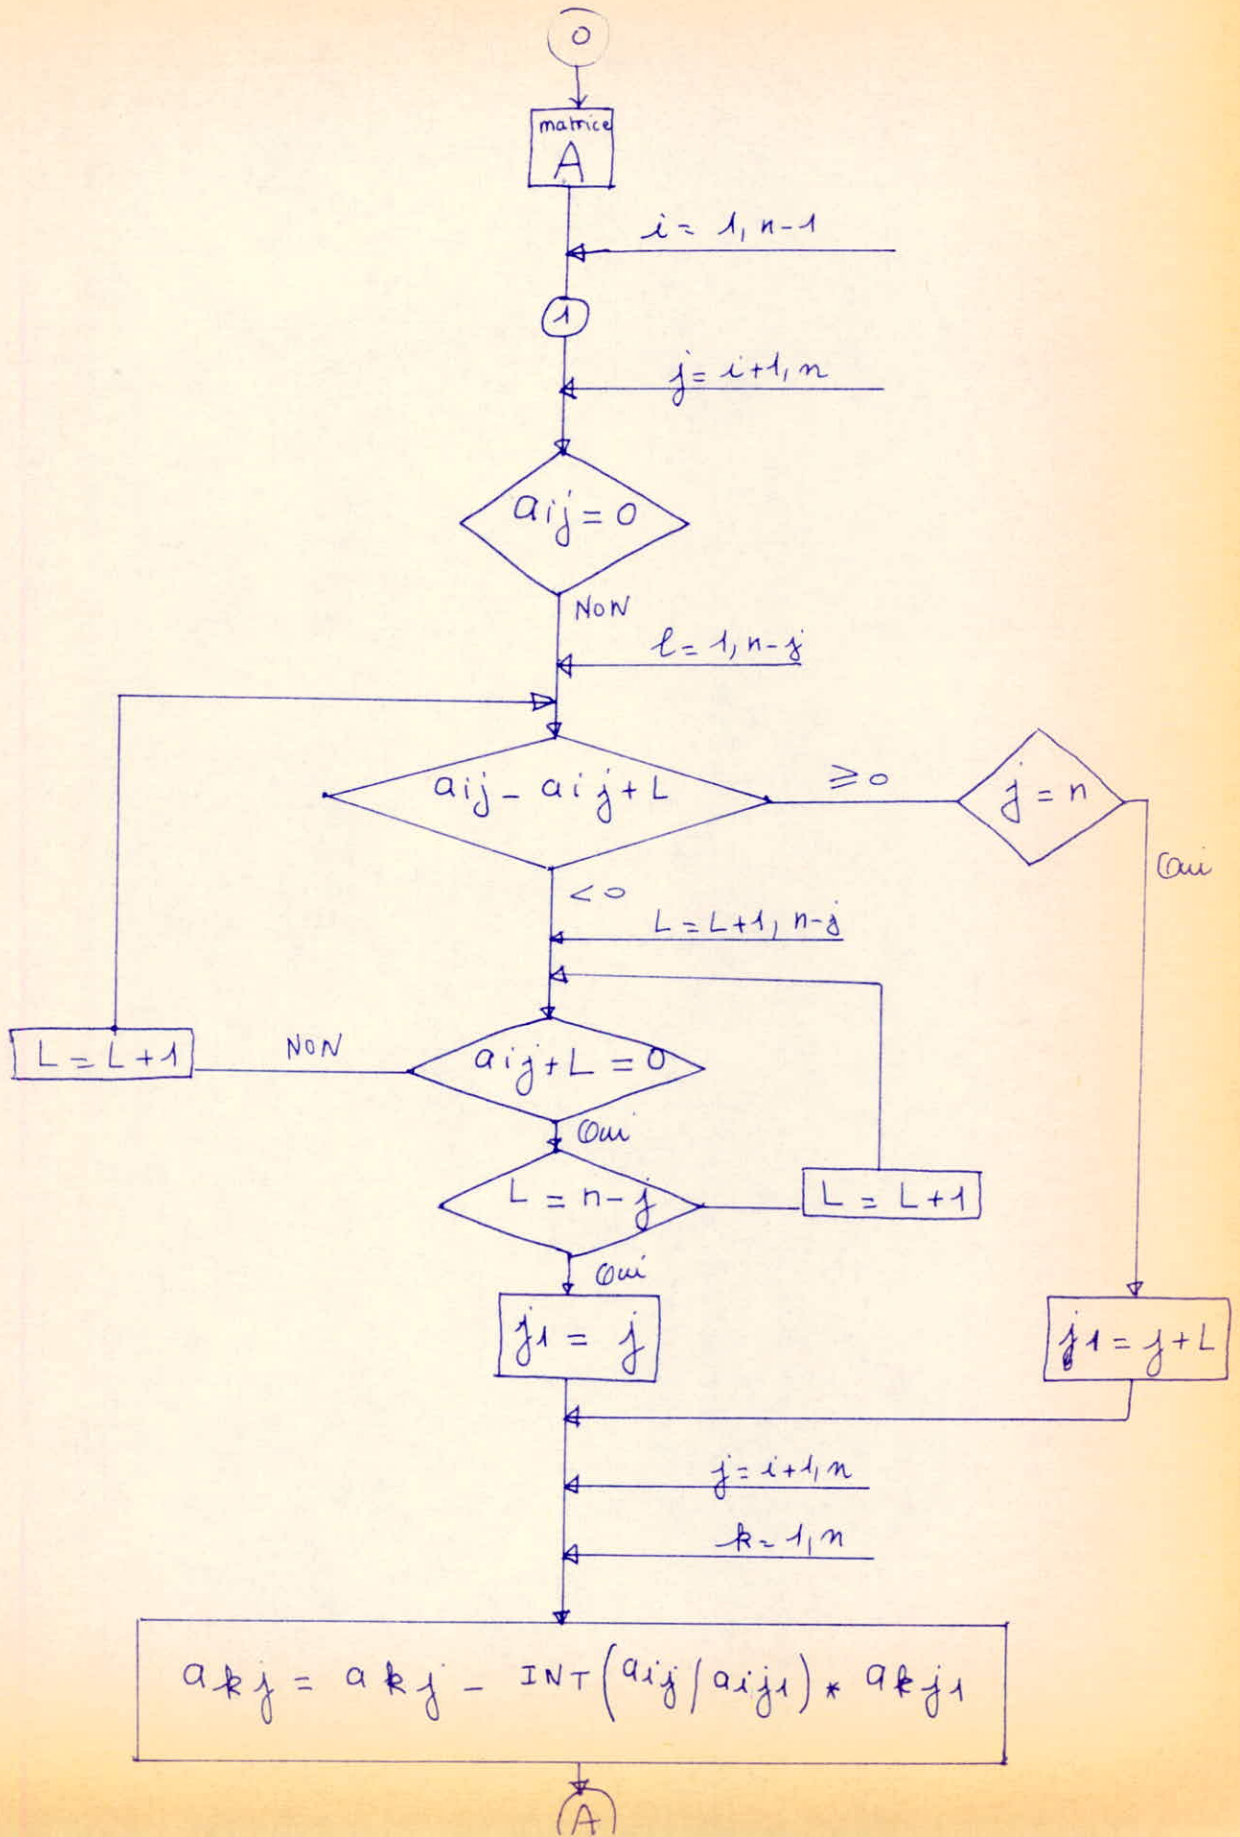 0
matrice
A
i = 1, n-1
1
j = i+1, n
aij = 0
NON
l = 1, n-j
aij - aij+L
≥ 0
j = n
Oui
< 0
L = L+1, n-j
L = L+1
NON
aij+L = 0
Oui
L = n-j
L = L+1
Oui
j1 = j
j1 = j+L
j = i+1, n
k = 1, n
akj = akj - INT(aij/aij1) * akj1
A